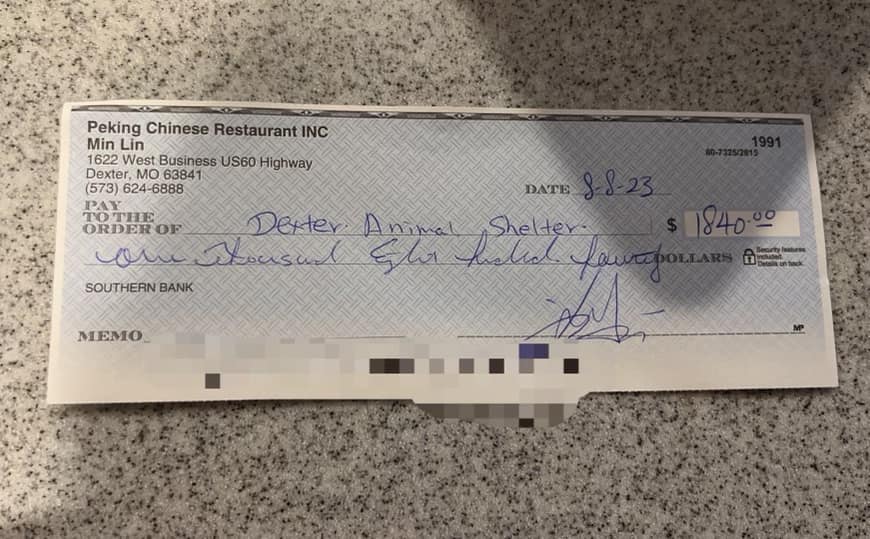 Peking Chinese Restaurant INC
Min Lin
1622 West Business US60 Highway
Dexter, MO 63841
(573) 624-6888
1991
80-7325/2815
DATE 8-8-23
PAY
TO THE
ORDER OF Dexter. Animal Shelter.
$ 1840.00
one Thousand Eight hundred fourty DOLLARS
Security features
included.
Details on back.
SOUTHERN BANK
MEMO
MP